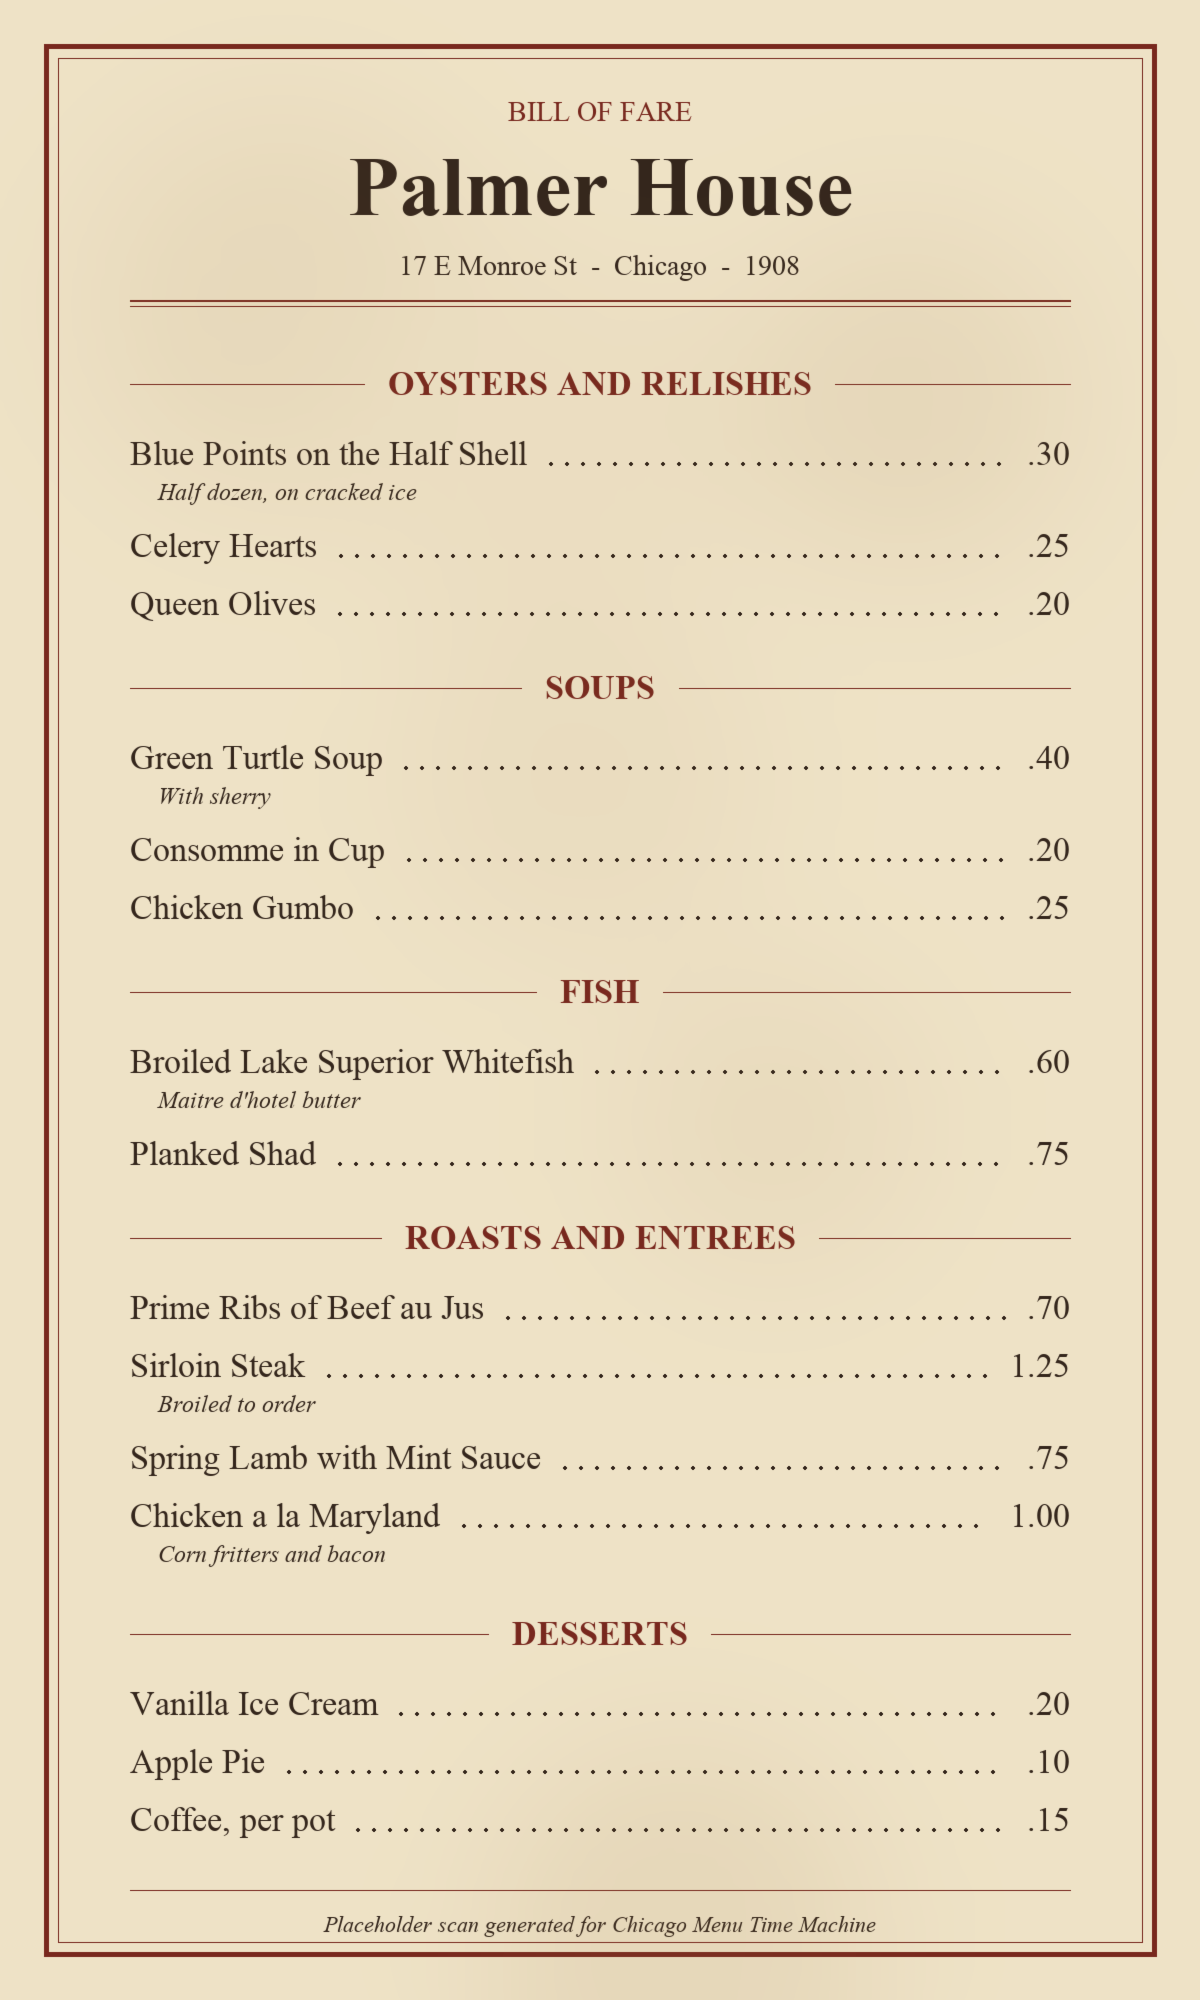 BILL OF FARE
Palmer House
17 E Monroe St - Chicago - 1908
OYSTERS AND RELISHES
Blue Points on the Half Shell . . . . . . . . . . . . . . . . . . . . . . . . . . . . . .30
Half dozen, on cracked ice
Celery Hearts . . . . . . . . . . . . . . . . . . . . . . . . . . . . . . . . . . . . . . . . . . .25
Queen Olives . . . . . . . . . . . . . . . . . . . . . . . . . . . . . . . . . . . . . . . . . . .20
SOUPS
Green Turtle Soup . . . . . . . . . . . . . . . . . . . . . . . . . . . . . . . . . . . . . . .40
With sherry
Consomme in Cup . . . . . . . . . . . . . . . . . . . . . . . . . . . . . . . . . . . . . . .20
Chicken Gumbo . . . . . . . . . . . . . . . . . . . . . . . . . . . . . . . . . . . . . . . . .25
FISH
Broiled Lake Superior Whitefish . . . . . . . . . . . . . . . . . . . . . . . . . . .60
Maitre d'hotel butter
Planked Shad . . . . . . . . . . . . . . . . . . . . . . . . . . . . . . . . . . . . . . . . . . .75
ROASTS AND ENTREES
Prime Ribs of Beef au Jus . . . . . . . . . . . . . . . . . . . . . . . . . . . . . . . . .70
Sirloin Steak . . . . . . . . . . . . . . . . . . . . . . . . . . . . . . . . . . . . . . . . . . 1.25
Broiled to order
Spring Lamb with Mint Sauce . . . . . . . . . . . . . . . . . . . . . . . . . . . . .75
Chicken a la Maryland . . . . . . . . . . . . . . . . . . . . . . . . . . . . . . . . . 1.00
Corn fritters and bacon
DESSERTS
Vanilla Ice Cream . . . . . . . . . . . . . . . . . . . . . . . . . . . . . . . . . . . . . . .20
Apple Pie . . . . . . . . . . . . . . . . . . . . . . . . . . . . . . . . . . . . . . . . . . . . . .10
Coffee, per pot . . . . . . . . . . . . . . . . . . . . . . . . . . . . . . . . . . . . . . . . . .15
Placeholder scan generated for Chicago Menu Time Machine